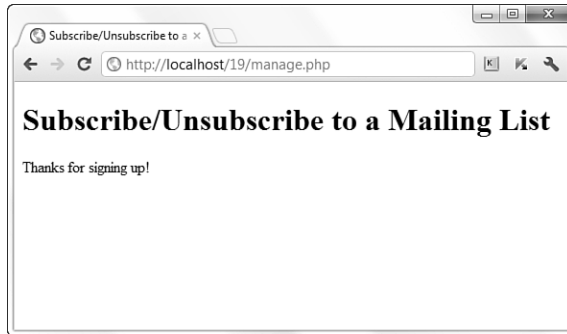 Subscribe/Unsubscribe to a
http://localhost/19/manage.php
K
Subscribe/Unsubscribe to a Mailing List
Thanks for signing up!